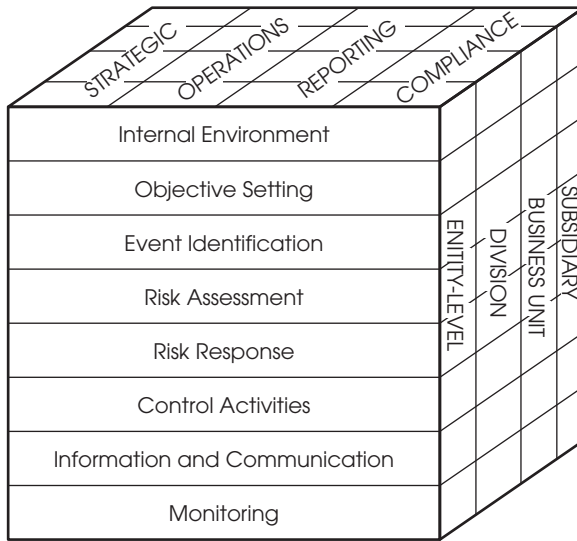 STRATEGIC
OPERATIONS
REPORTING
COMPLIANCE
Internal Environment
Objective Setting
Event Identification
Risk Assessment
Risk Response
Control Activities
Information and Communication
Monitoring
ENITITY-LEVEL
DIVISION
BUSINESS UNIT
SUBSIDIARY